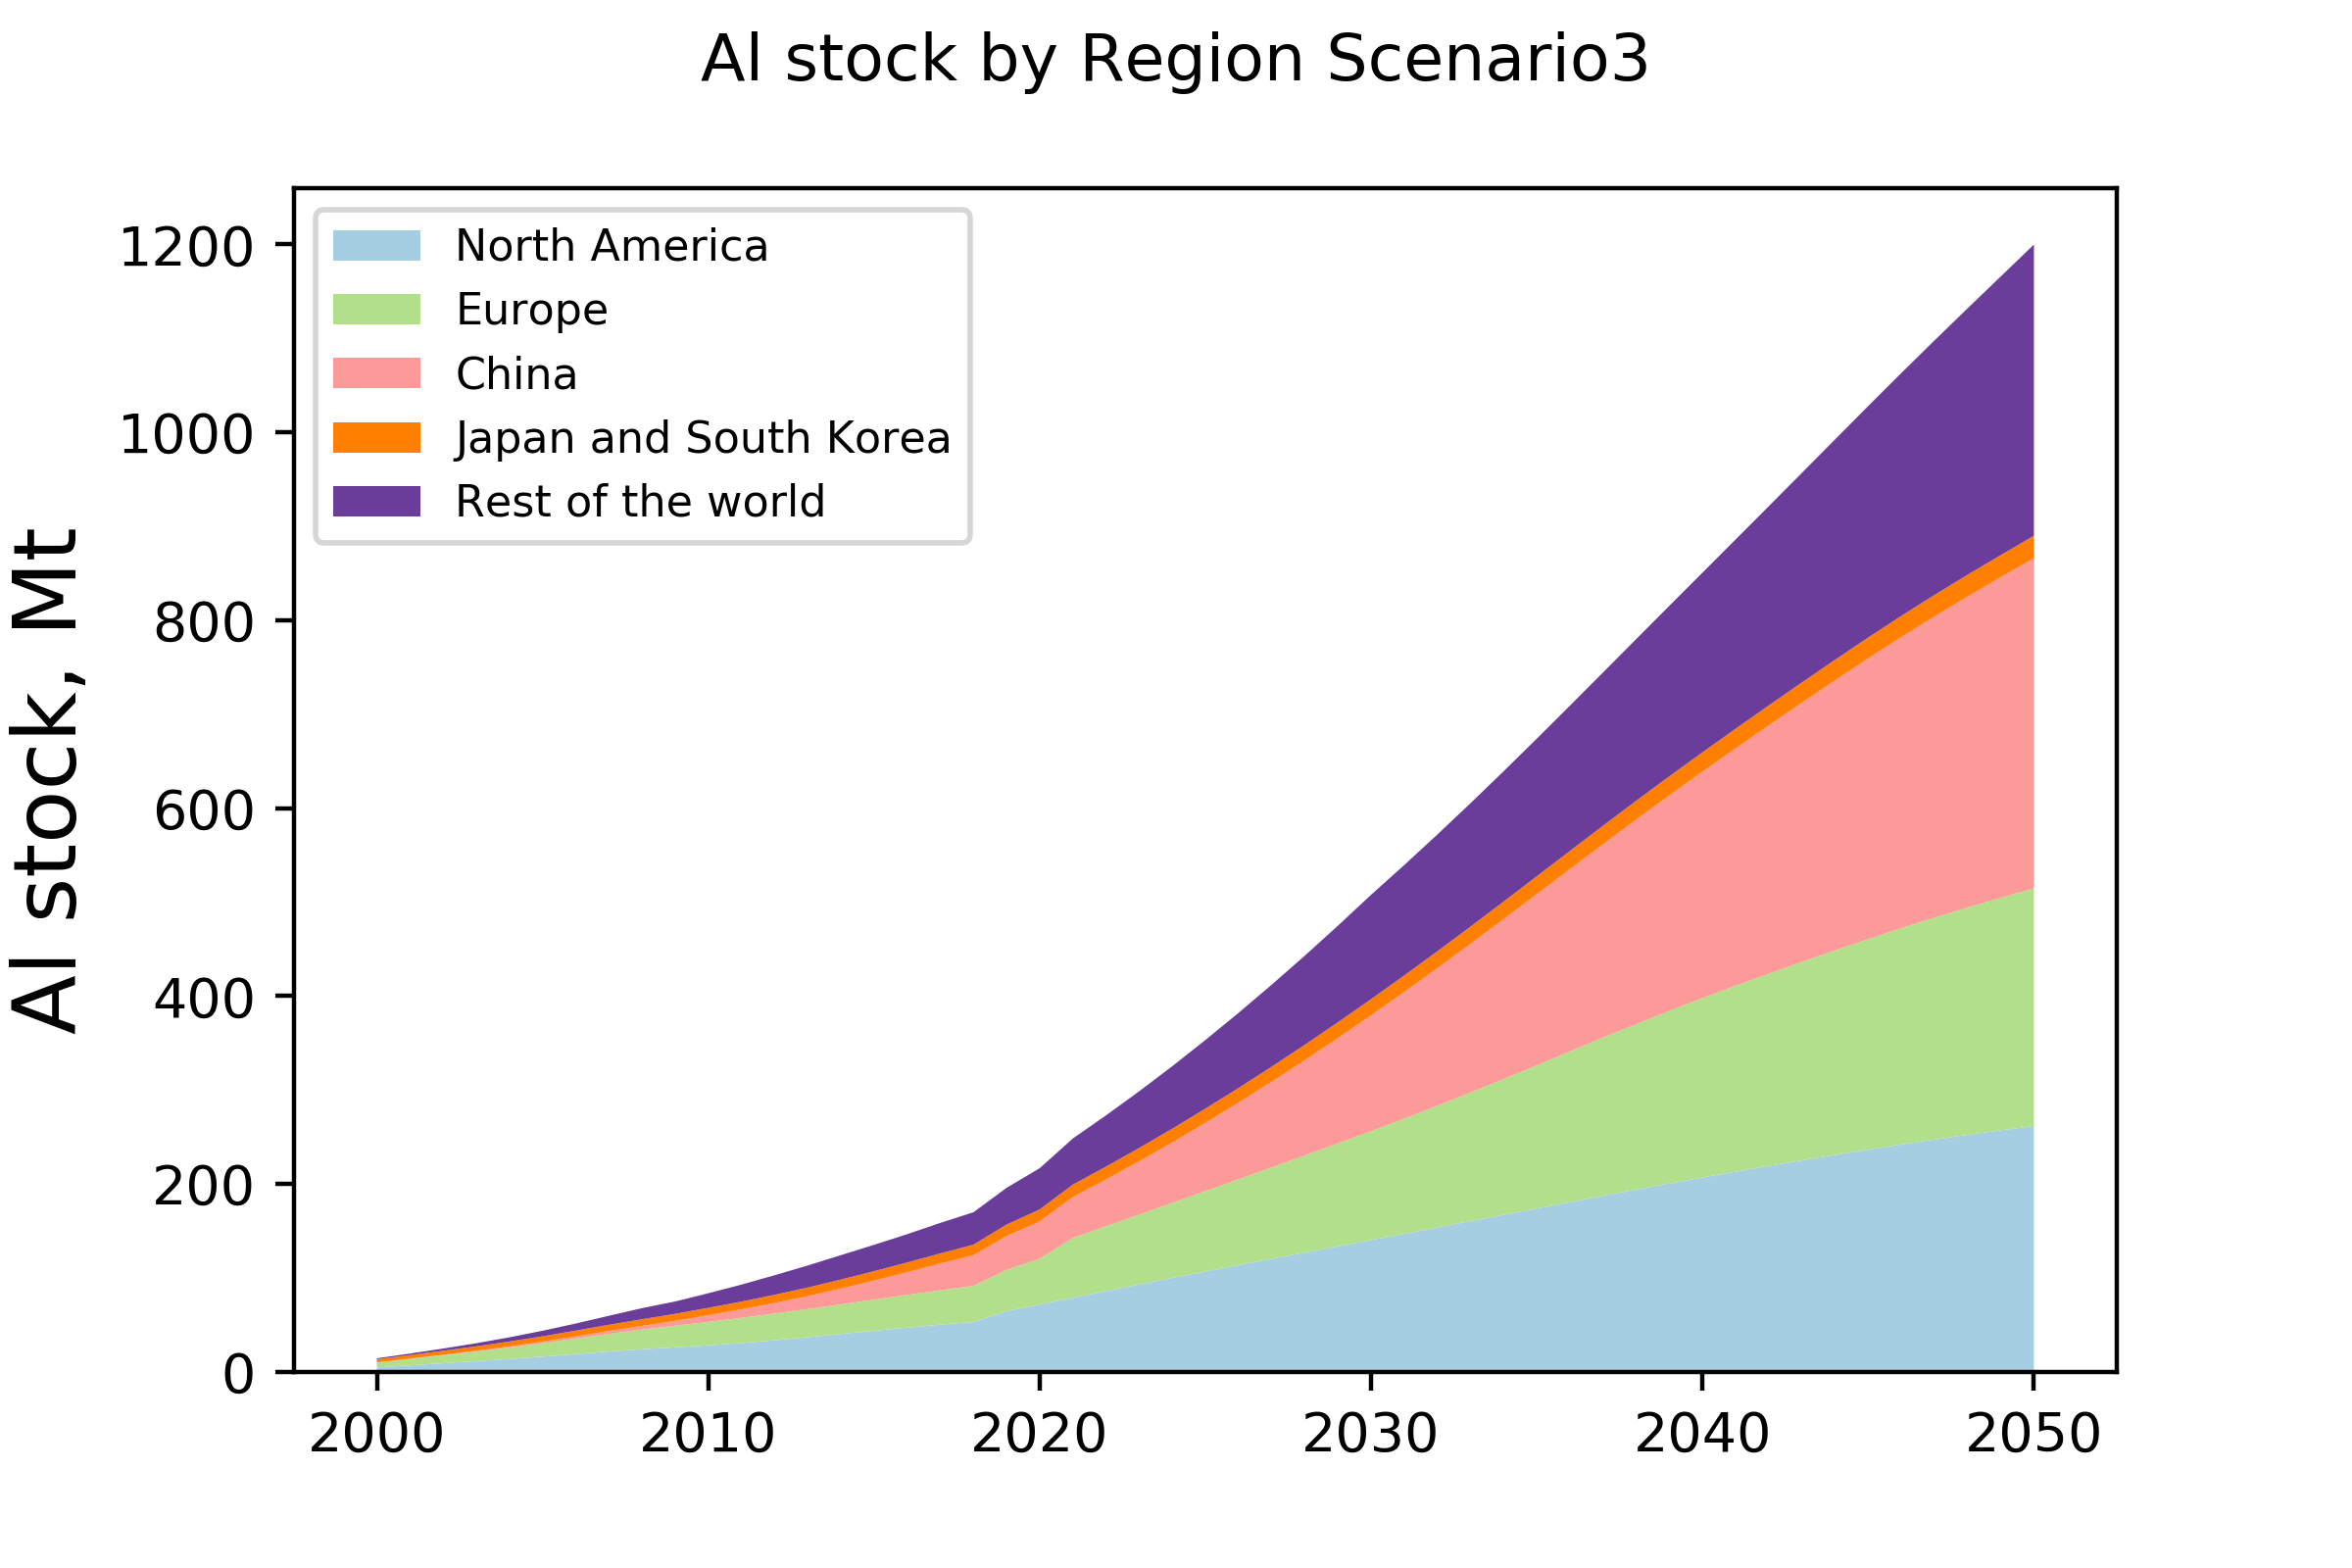 Al stock by Region Scenario3
Al stock, Mt
1200
1000
800
600
400
200
0
North America
Europe
China
Japan and South Korea
Rest of the world
2000 2010 2020 2030 2040 2050